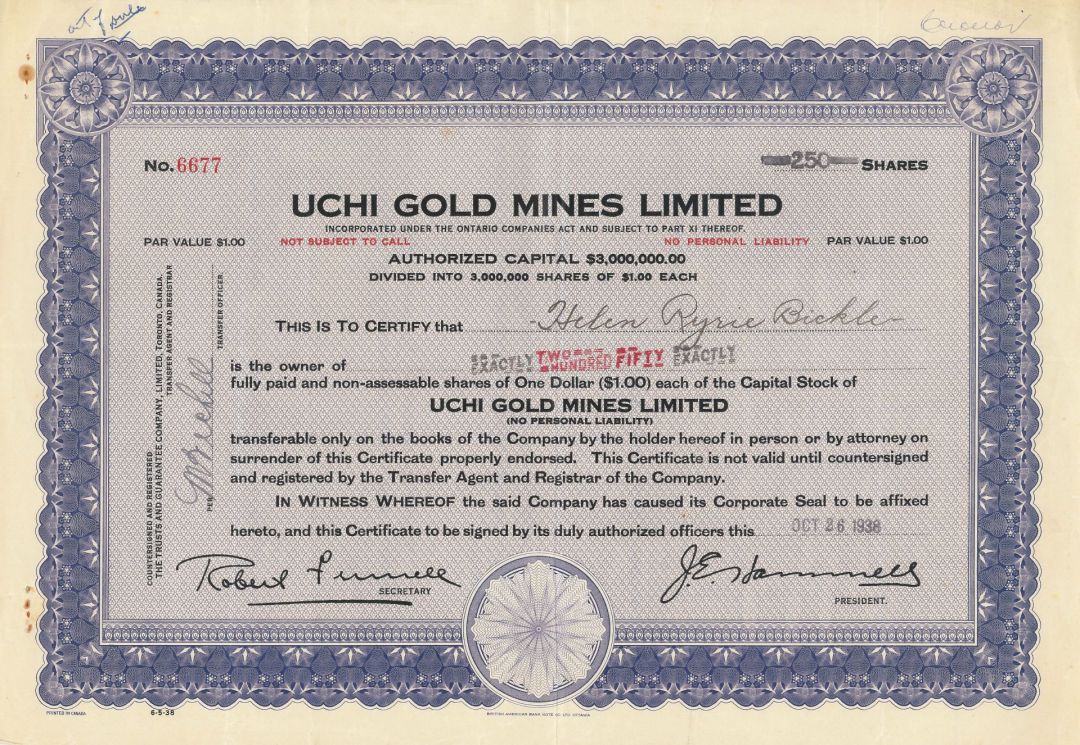 No. 6677
250 SHARES
UCHI GOLD MINES LIMITED
INCORPORATED UNDER THE ONTARIO COMPANIES ACT AND SUBJECT TO PART XI THEREOF.
PAR VALUE $1.00 NOT SUBJECT TO CALL NO PERSONAL LIABILITY PAR VALUE $1.00
AUTHORIZED CAPITAL $3,000,000.00
DIVIDED INTO 3,000,000 SHARES OF $1.00 EACH
THIS IS TO CERTIFY that -Helen Ryrie Bickle-
is the owner of EXACTLY TWO HUNDRED FIFTY EXACTLY
fully paid and non-assessable shares of One Dollar ($1.00) each of the Capital Stock of
UCHI GOLD MINES LIMITED
(NO PERSONAL LIABILITY)
transferable only on the books of the Company by the holder hereof in person or by attorney on
surrender of this Certificate properly endorsed. This Certificate is not valid until countersigned
and registered by the Transfer Agent and Registrar of the Company.
IN WITNESS WHEREOF the said Company has caused its Corporate Seal to be affixed
hereto, and this Certificate to be signed by its duly authorized officers this OCT 26 1938
COUNTERSIGNED AND REGISTERED
THE TRUSTS AND GUARANTEE COMPANY, LIMITED, TORONTO, CANADA.
TRANSFER AGENT AND REGISTRAR
PER
TRANSFER OFFICER.
Robert
SECRETARY
J.E. Hammell
PRESIDENT.
PRINTED IN CANADA
6-5-38
BRITISH AMERICAN BANK NOTE CO. LTD. OTTAWA